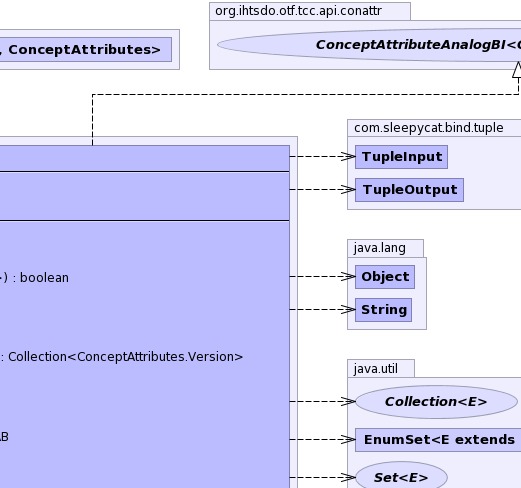 org.ihtsdo.otf.tcc.api.conattr
, ConceptAttributes>
ConceptAttributeAnalogBI<
com.sleepycat.bind.tuple
TupleInput
TupleOutput
java.lang
>) : boolean
Object
String
: Collection<ConceptAttributes.Version>
java.util
Collection<E>
AB
EnumSet<E extends
Set<E>